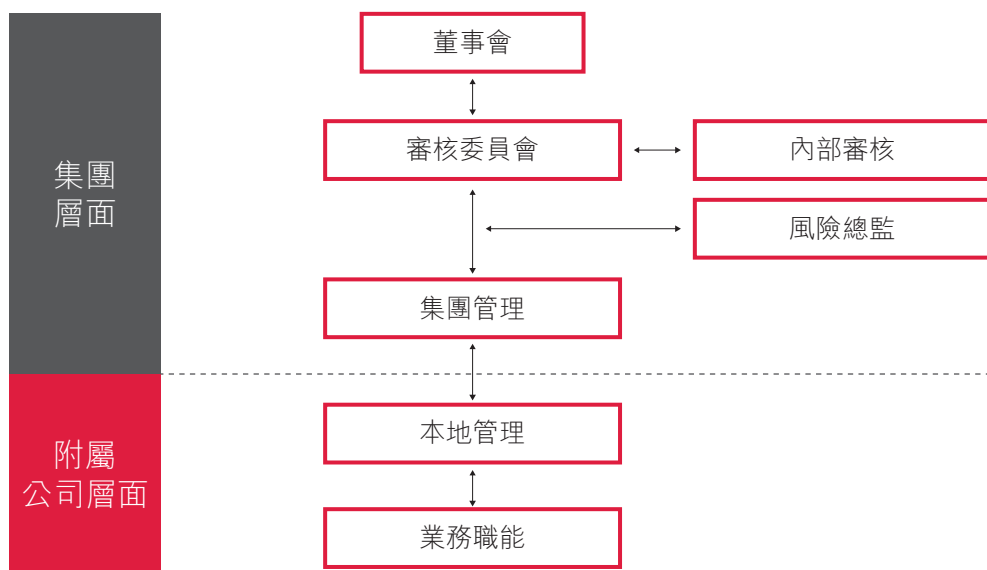 董事會
審核委員會
內部審核
集團
層面
風險總監
集團管理
本地管理
附屬
公司層面
業務職能